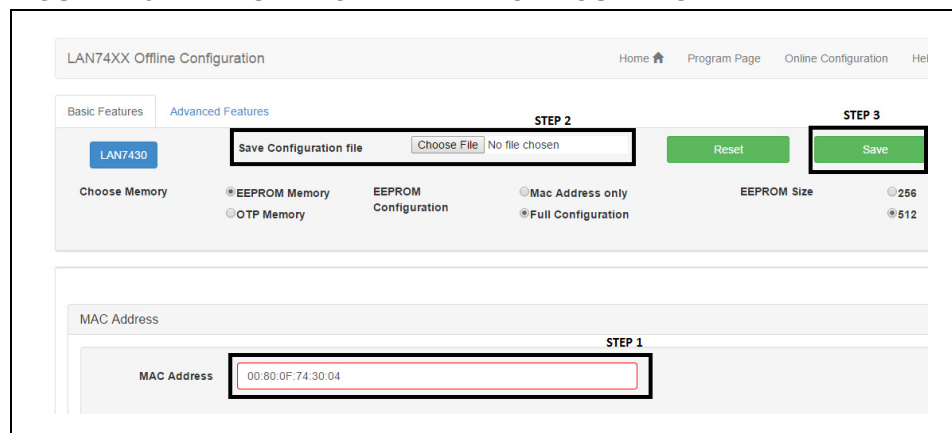 LAN74XX Offline Configuration Home Program Page Online Configuration
Basic Features Advanced Features
STEP 2 STEP 3
LAN7430 Save Configuration file Choose File No file chosen Reset Save
Choose Memory EEPROM Memory EEPROM Configuration Mac Address only EEPROM Size 256
OTP Memory Full Configuration 512
MAC Address
STEP 1
MAC Address 00:80:0F:74:30:04